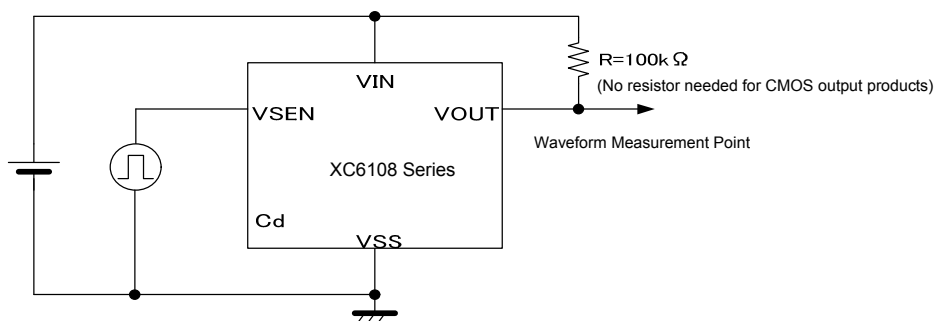 R=100kΩ
(No resistor needed for CMOS output products)
VIN
VSEN
VOUT
Waveform Measurement Point
XC6108 Series
Cd
VSS